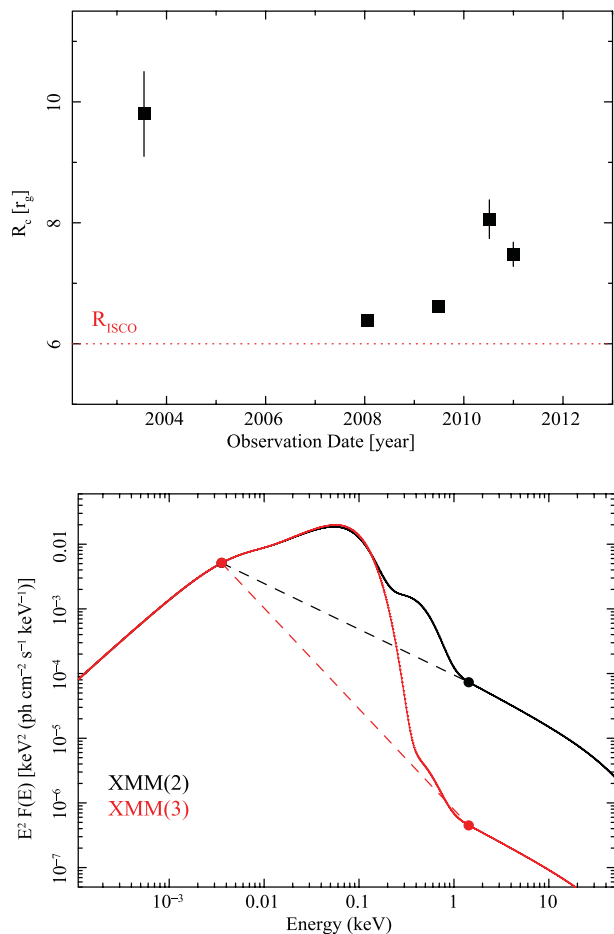 10
8
6
R_c [r_g]
R_ISCO
2004 2006 2008 2010 2012
Observation Date [year]
0.01
10⁻³
10⁻⁴
10⁻⁵
10⁻⁶
10⁻⁷
E² F(E) [keV² (ph cm⁻² s⁻¹ keV⁻¹)]
XMM(2)
XMM(3)
10⁻³ 0.01 0.1 1 10
Energy (keV)